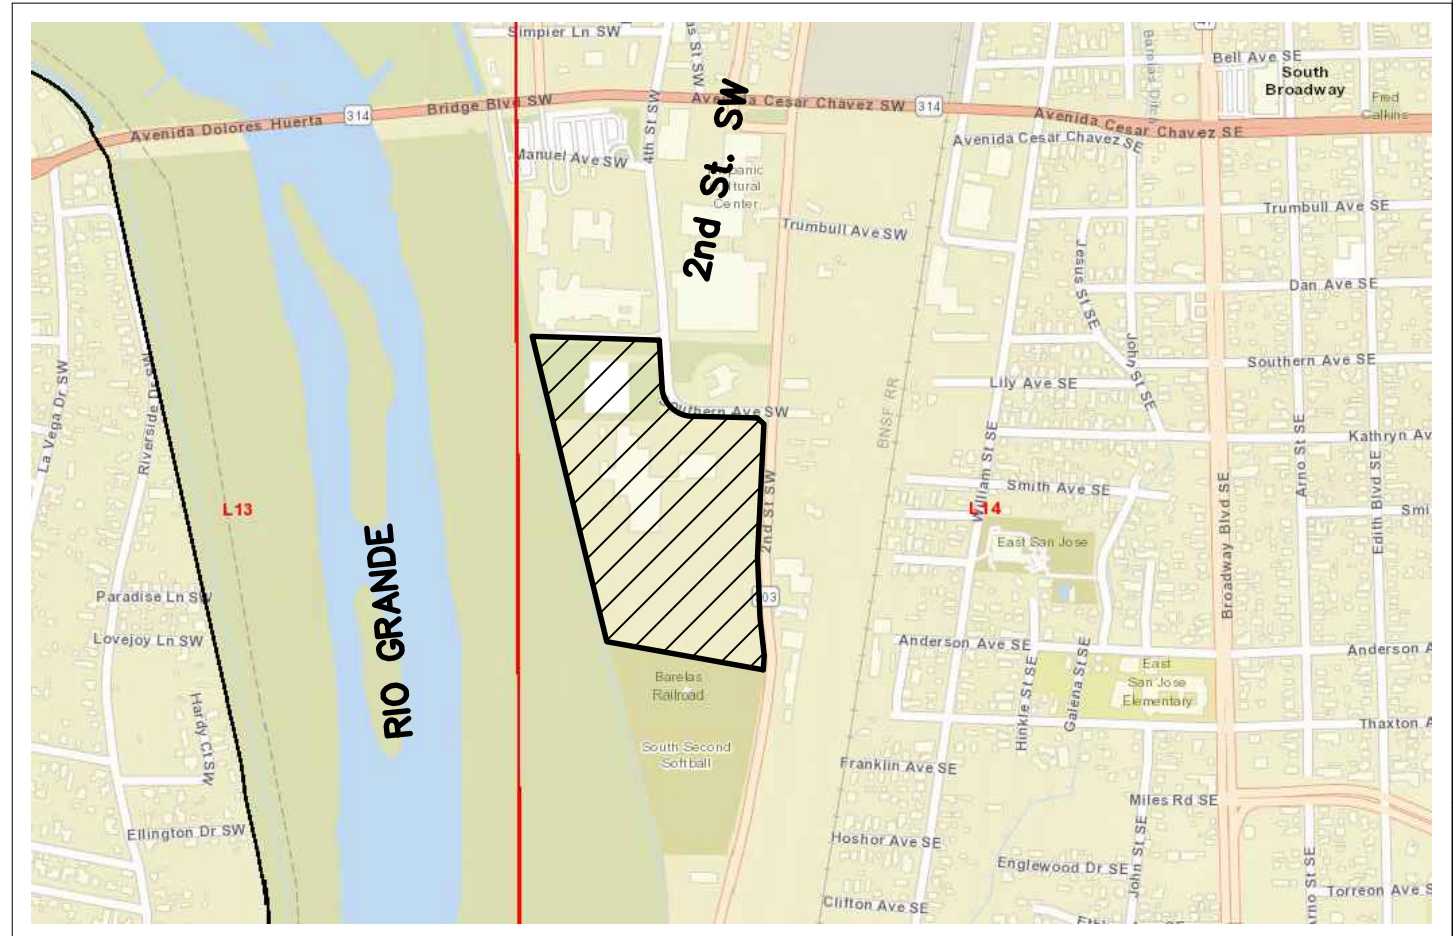 Simpier Ln SW
Bell Ave SE
South
Broadway
Fred
Calkins
314
Bridge Blvd SW
Avenida Cesar Chavez SW
314
Avenida Cesar Chavez SE
Avenida Dolores Huerta
Avenida Cesar Chavez SE
4th St SW
2nd St. SW
Manuel Ave SW
Center
Trumbull Ave SW
Trumbull Ave SE
Jesus St SE
Dan Ave SE
John St SE
Southern Ave SE
Lily Ave SE
La Vega Dr SW
Riverside Dr SW
Southern Ave SW
BNSF RR
Kathryn Av
William St SE
Arno St SE
Edith Blvd SE
Broadway Blvd SE
Smith Ave SE
2nd St SW
L13
L14
Smi
RIO GRANDE
East San Jose
Paradise Ln SW
Lovejoy Ln SW
Anderson Ave SE
Anderson A
East
San Jose
Elementary
Barelas
Railroad
Hinkle St SE
Galena St SE
Hardy Ct SW
Thaxton A
South Second
Softball
Franklin Ave SE
Miles Rd SE
Ellington Dr SW
Hoshor Ave SE
John St SE
Englewood Dr SE
Torreon Ave S
Clifton Ave SE